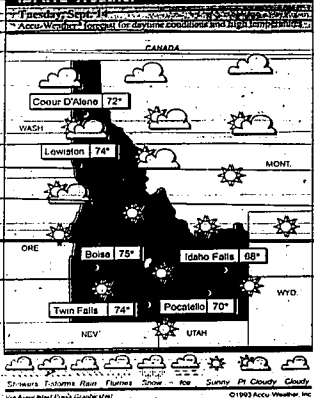 Tuesday, Sept. 14
Accu-Weather® forecast for daytime conditions and high temperatures
CANADA
Coeur D'Alene 72°
WASH
Lewiston 74°
MONT.
ORE
Boise 75°
Idaho Falls 68°
WYO.
Twin Falls 74°
Pocatello 70°
NEV
UTAH
Showers T-storms Rain Flurries Snow Ice Sunny Pt Cloudy Cloudy
©1993 Accu-Weather, Inc